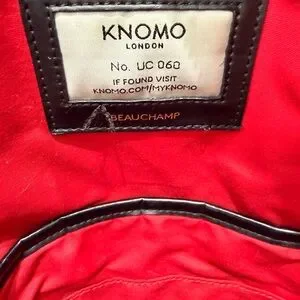 KNOMO
LONDON
No. UC 060
IF FOUND VISIT
KNOMO.COM/MYKNOMO
BEAUCHAMP